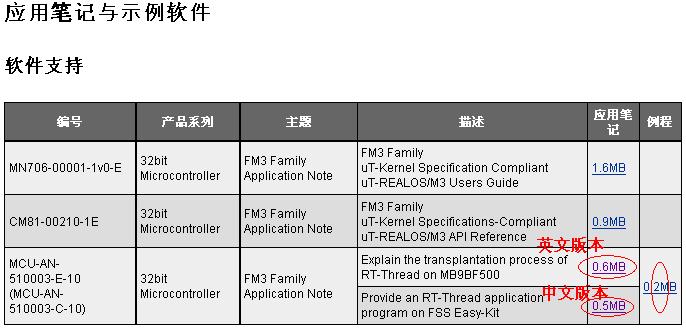 应用笔记与示例软件
软件支持
编号 产品系列 主题 描述 应用笔记 例程
MN706-00001-1v0-E
32bit
Microcontroller
FM3 Family
Application Note
FM3 Family
uT-Kernel Specification Compliant
uT-REALOS/M3 Users Guide
1.6MB
CM81-00210-1E
32bit
Microcontroller
FM3 Family
Application Note
FM3 Family
uT-Kernel Specifications-Compliant
uT-REALOS/M3 API Reference
0.9MB
MCU-AN-
510003-E-10
(MCU-AN-
510003-C-10)
32bit
Microcontroller
FM3 Family
Application Note
Explain the transplantation process of
RT-Thread on MB9BF500
英文版本
0.6MB
Provide an RT-Thread application
program on FSS Easy-Kit
中文版本
0.5MB
0.2MB